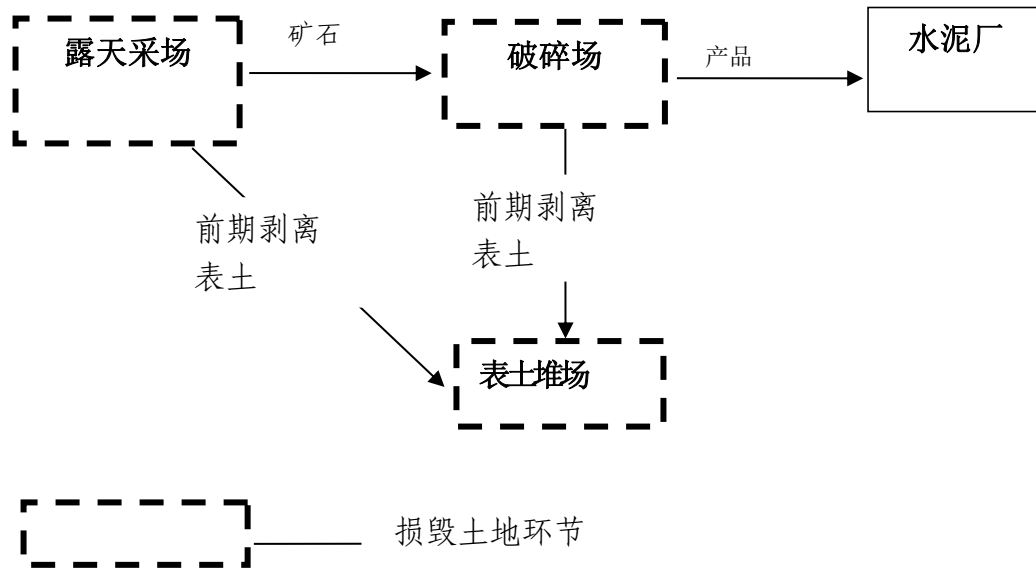 露天采场
矿石
破碎场
产品
水泥厂
前期剥离
表土
前期剥离
表土
表土堆场
损毁土地环节